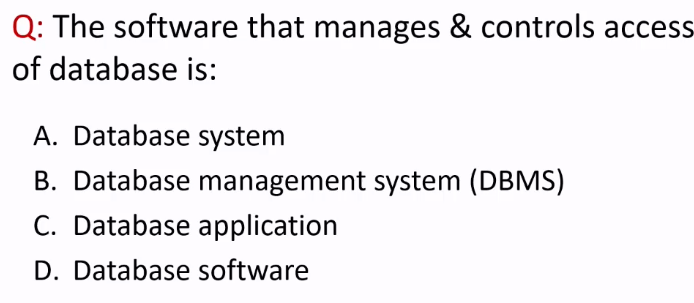 Q: The software that manages & controls access
of database is:
A. Database system
B. Database management system (DBMS)
C. Database application
D. Database software